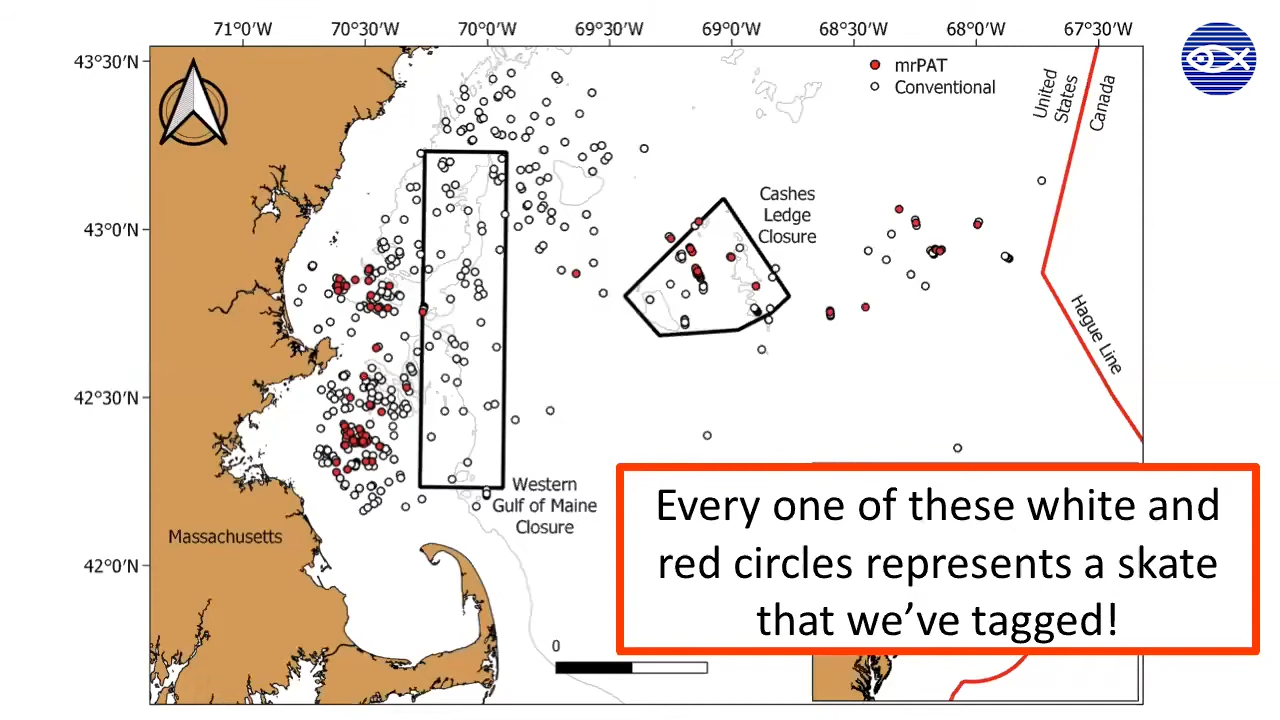 71°0'W 70°30'W 70°0'W 69°30'W 69°0'W 68°30'W 68°0'W 67°30'W
43°30'N
mrPAT
Conventional
United
States
Canada
Cashes
Ledge
Closure
43°0'N
Hague Line
42°30'N
Western
Gulf of Maine
Closure
Massachusetts
42°0'N
0
Every one of these white and
red circles represents a skate
that we've tagged!